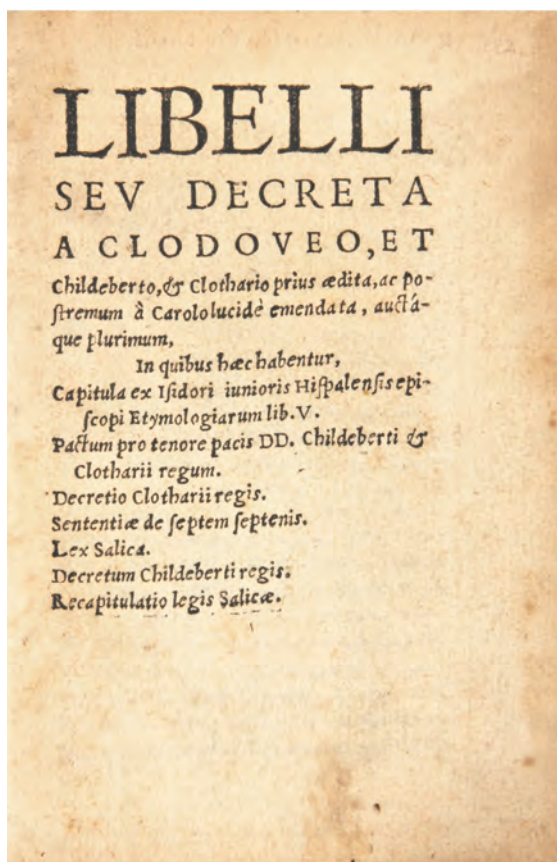 LIBELLI
SEV DECRETA
A CLODOVEO, ET
Childeberto, & Clothario prius ædita, ac po-
ſtremum à Carolo lucidè emendata, auctá-
que plurimum,
In quibus hæc habentur,
Capitula ex Iſidori iunioris Hiſpalenſis epi-
ſcopi Etymologiarum lib. V.
Pactum pro tenore pacis DD. Childeberti &
Clotharii regum.
Decretio Clotharii regis.
Sententiæ de ſeptem ſeptenis.
Lex Salica.
Decretum Childeberti regis.
Recapitulatio legis Salicæ.